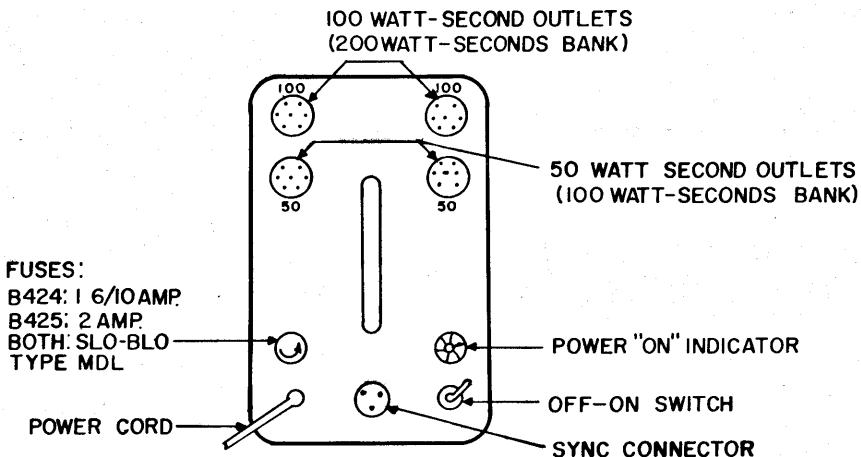 100 WATT-SECOND OUTLETS
(200 WATT-SECONDS BANK)
100
100
50
50
50 WATT SECOND OUTLETS
(100 WATT-SECONDS BANK)
FUSES:
B424: 1 6/10 AMP.
B425: 2 AMP.
BOTH: SLO-BLO
TYPE MDL
POWER "ON" INDICATOR
OFF-ON SWITCH
POWER CORD
SYNC CONNECTOR